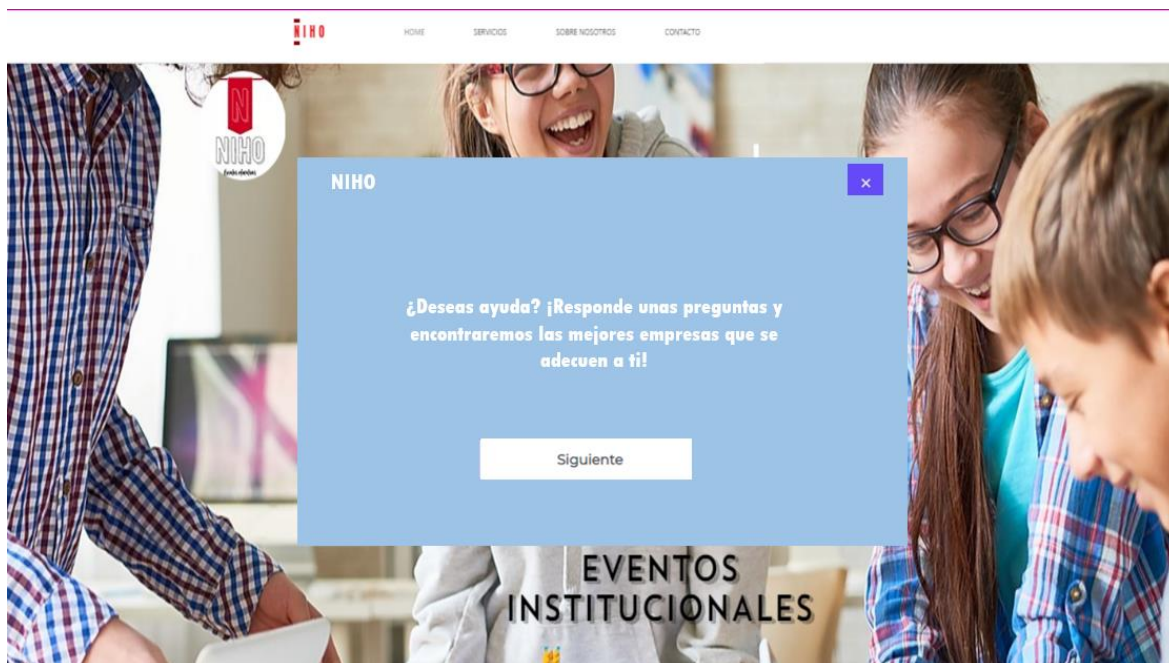 NIHO
HOME SERVICIOS SOBRE NOSOTROS CONTACTO
N
NIHO
NIHO
×
¿Deseas ayuda? ¡Responde unas preguntas y
encontraremos las mejores empresas que se
adecuen a ti!
Siguiente
EVENTOS
INSTITUCIONALES